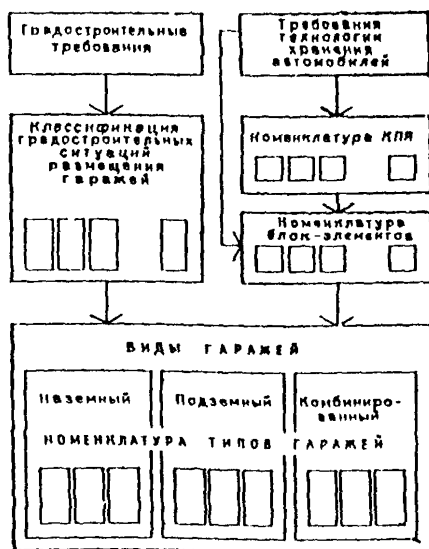 Градостроительные
требования
Требования
технологии
хранения
автомобилей
Классификация
градостроительных
ситуаций
размещения
гаражей
Номенклатура КПЯ
Номенклатура
блок-элементов
ВИДЫ ГАРАЖЕЙ
Наземный
Подземный
Комбиниро-
ванный
НОМЕНКЛАТУРА ТИПОВ ГАРАЖЕЙ